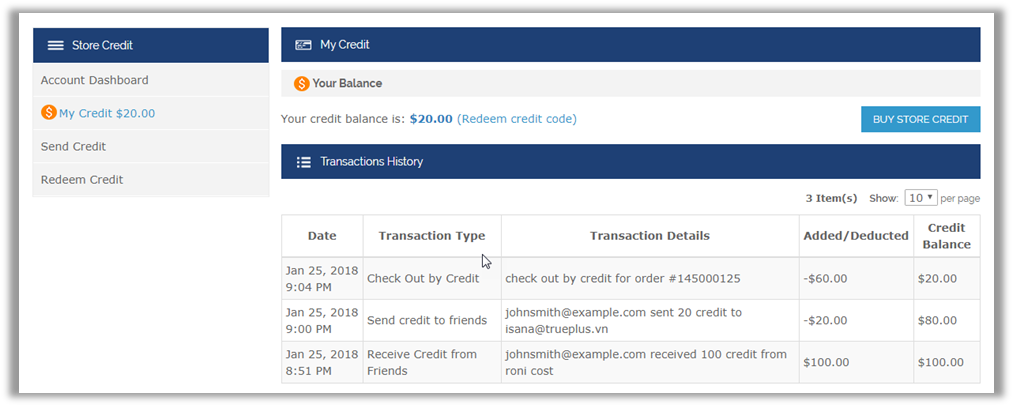 Store Credit
Account Dashboard
My Credit $20.00
Send Credit
Redeem Credit
My Credit
Your Balance
Your credit balance is: $20.00 (Redeem credit code)
BUY STORE CREDIT
Transactions History
3 Item(s) Show: 10 per page
Date Transaction Type Transaction Details Added/Deducted Credit
Balance
Jan 25, 2018
9:04 PM Check Out by Credit check out by credit for order #145000125 -$60.00 $20.00
Jan 25, 2018 johnsmith@example.com sent 20 credit to
9:00 PM Send credit to friends isana@trueplus.vn -$20.00 $80.00
Jan 25, 2018 Receive Credit from johnsmith@example.com received 100 credit from
8:51 PM Friends roni cost $100.00 $100.00